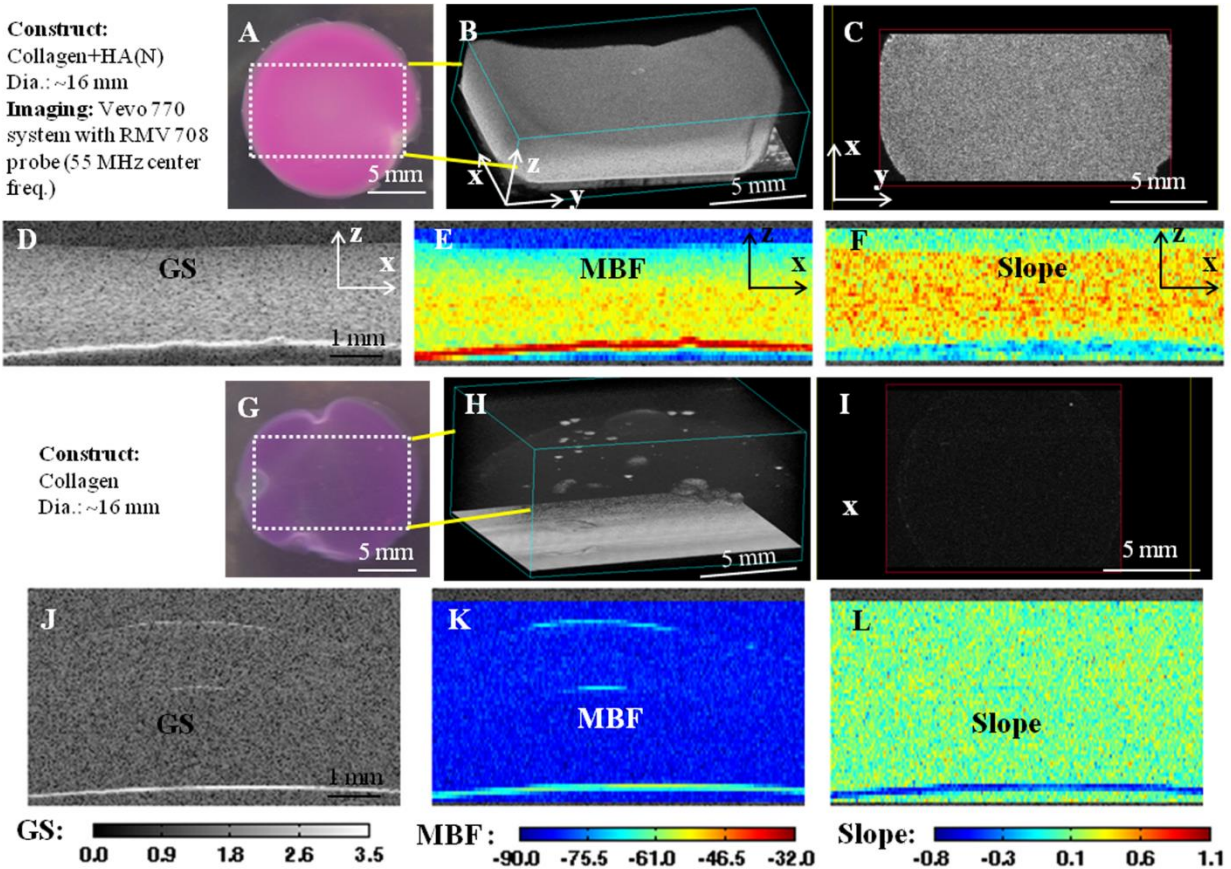 Construct:
Collagen+HA(N)
Dia.: ~16 mm
Imaging: Vevo 770
system with RMV 708
probe (55 MHz center
freq.)
A
5 mm
B
x
z
y
5 mm
C
x
y
5 mm
D
GS
z
x
1 mm
E
MBF
z
x
F
Slope
z
x
Construct:
Collagen
Dia.: ~16 mm
G
5 mm
H
5 mm
I
x
5 mm
J
GS
1 mm
K
MBF
L
Slope
GS:
0.0 0.9 1.8 2.6 3.5
MBF :
-90.0 -75.5 -61.0 -46.5 -32.0
Slope:
-0.8 -0.3 0.1 0.6 1.1